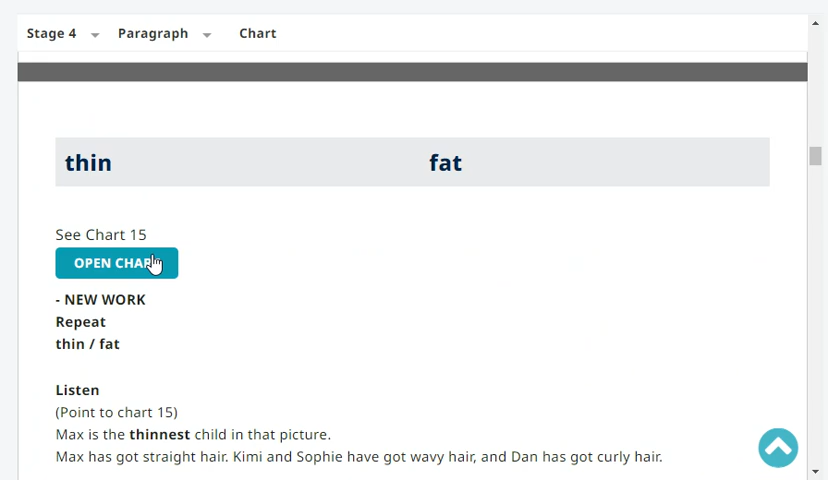 Stage 4 Paragraph Chart
thin fat
See Chart 15
OPEN CHAR
- NEW WORK
Repeat
thin / fat
Listen
(Point to chart 15)
Max is the thinnest child in that picture.
Max has got straight hair. Kimi and Sophie have got wavy hair, and Dan has got curly hair.